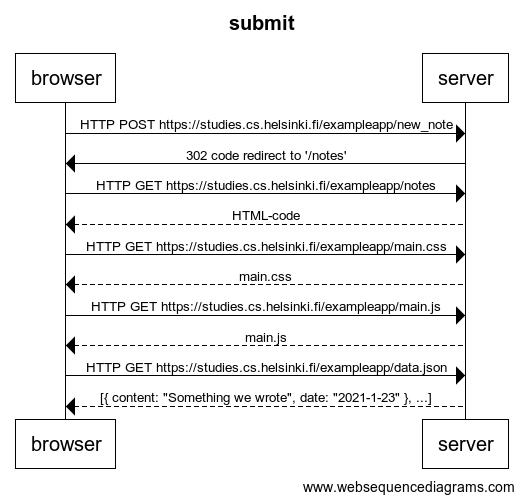 submit
browser server
HTTP POST https://studies.cs.helsinki.fi/exampleapp/new_note
302 code redirect to '/notes'
HTTP GET https://studies.cs.helsinki.fi/exampleapp/notes
HTML-code
HTTP GET https://studies.cs.helsinki.fi/exampleapp/main.css
main.css
HTTP GET https://studies.cs.helsinki.fi/exampleapp/main.js
main.js
HTTP GET https://studies.cs.helsinki.fi/exampleapp/data.json
[{ content: "Something we wrote", date: "2021-1-23" }, ...]
browser server
www.websequencediagrams.com